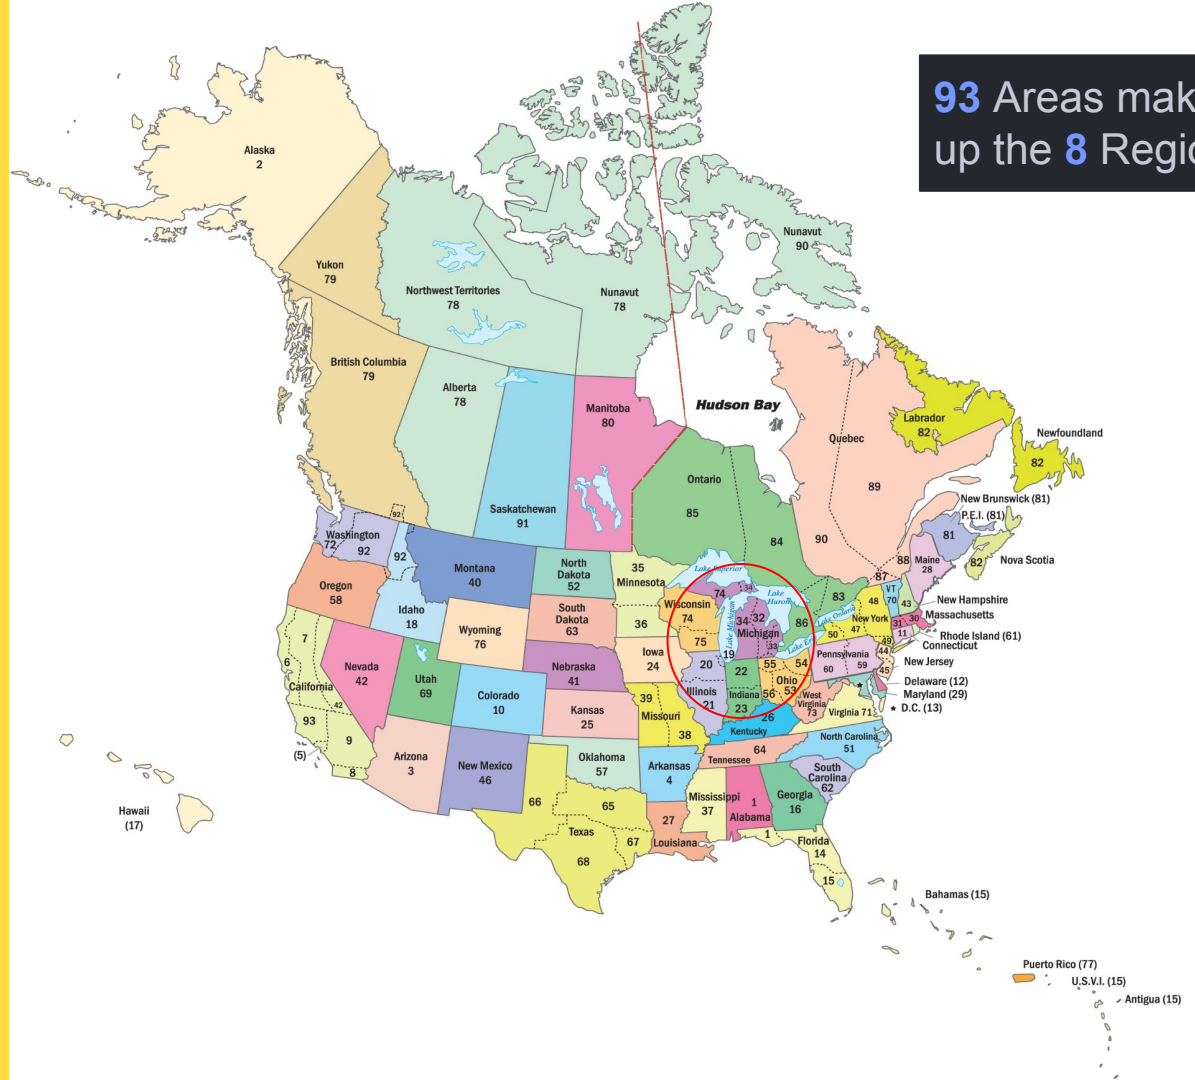 93 Areas mak
up the 8 Regio
Alaska
2
Yukon
79
Northwest Territories
78
Nunavut
78
Nunavut
90
British Columbia
79
Alberta
78
Saskatchewan
91
Manitoba
80
Hudson Bay
Ontario
85
84
83
86
Quebec
89
90
88
87
Labrador
82
Newfoundland
82
New Brunswick (81)
P.E.I. (81)
81
82
Nova Scotia
Maine
28
92
Washington
72
92
92
Montana
40
North
Dakota
52
35
Minnesota
36
Lake Superior
74
34
Lake
Huron
Lake Michigan
Lake Ontario
Lake Erie
Oregon
58
Idaho
18
Wyoming
76
South
Dakota
63
Wisconsin
74
75
34
32
Michigan
33
48
New York
47
50
49
VT
70
43
New Hampshire
31
30
Massachusetts
11
Rhode Island (61)
Connecticut
7
6
California
42
93
(5)
9
8
Nevada
42
Utah
69
Colorado
10
Nebraska
41
Kansas
25
Iowa
24
19
20
Illinois
21
22
Indiana
23
55
54
Ohio
53
56
Pennsylvania
60
59
44
45
New Jersey
Delaware (12)
Maryland (29)
D.C. (13)
West
Virginia
73
Virginia 71
39
Missouri
38
26
Kentucky
64
Tennessee
North Carolina
51
South
Carolina
62
Arizona
3
New Mexico
46
Oklahoma
57
Arkansas
4
Mississippi
37
1
Alabama
1
Georgia
16
Florida
14
15
66
65
Texas
67
68
27
Louisiana
Hawaii
(17)
Bahamas (15)
Puerto Rico (77)
U.S.V.I. (15)
Antigua (15)